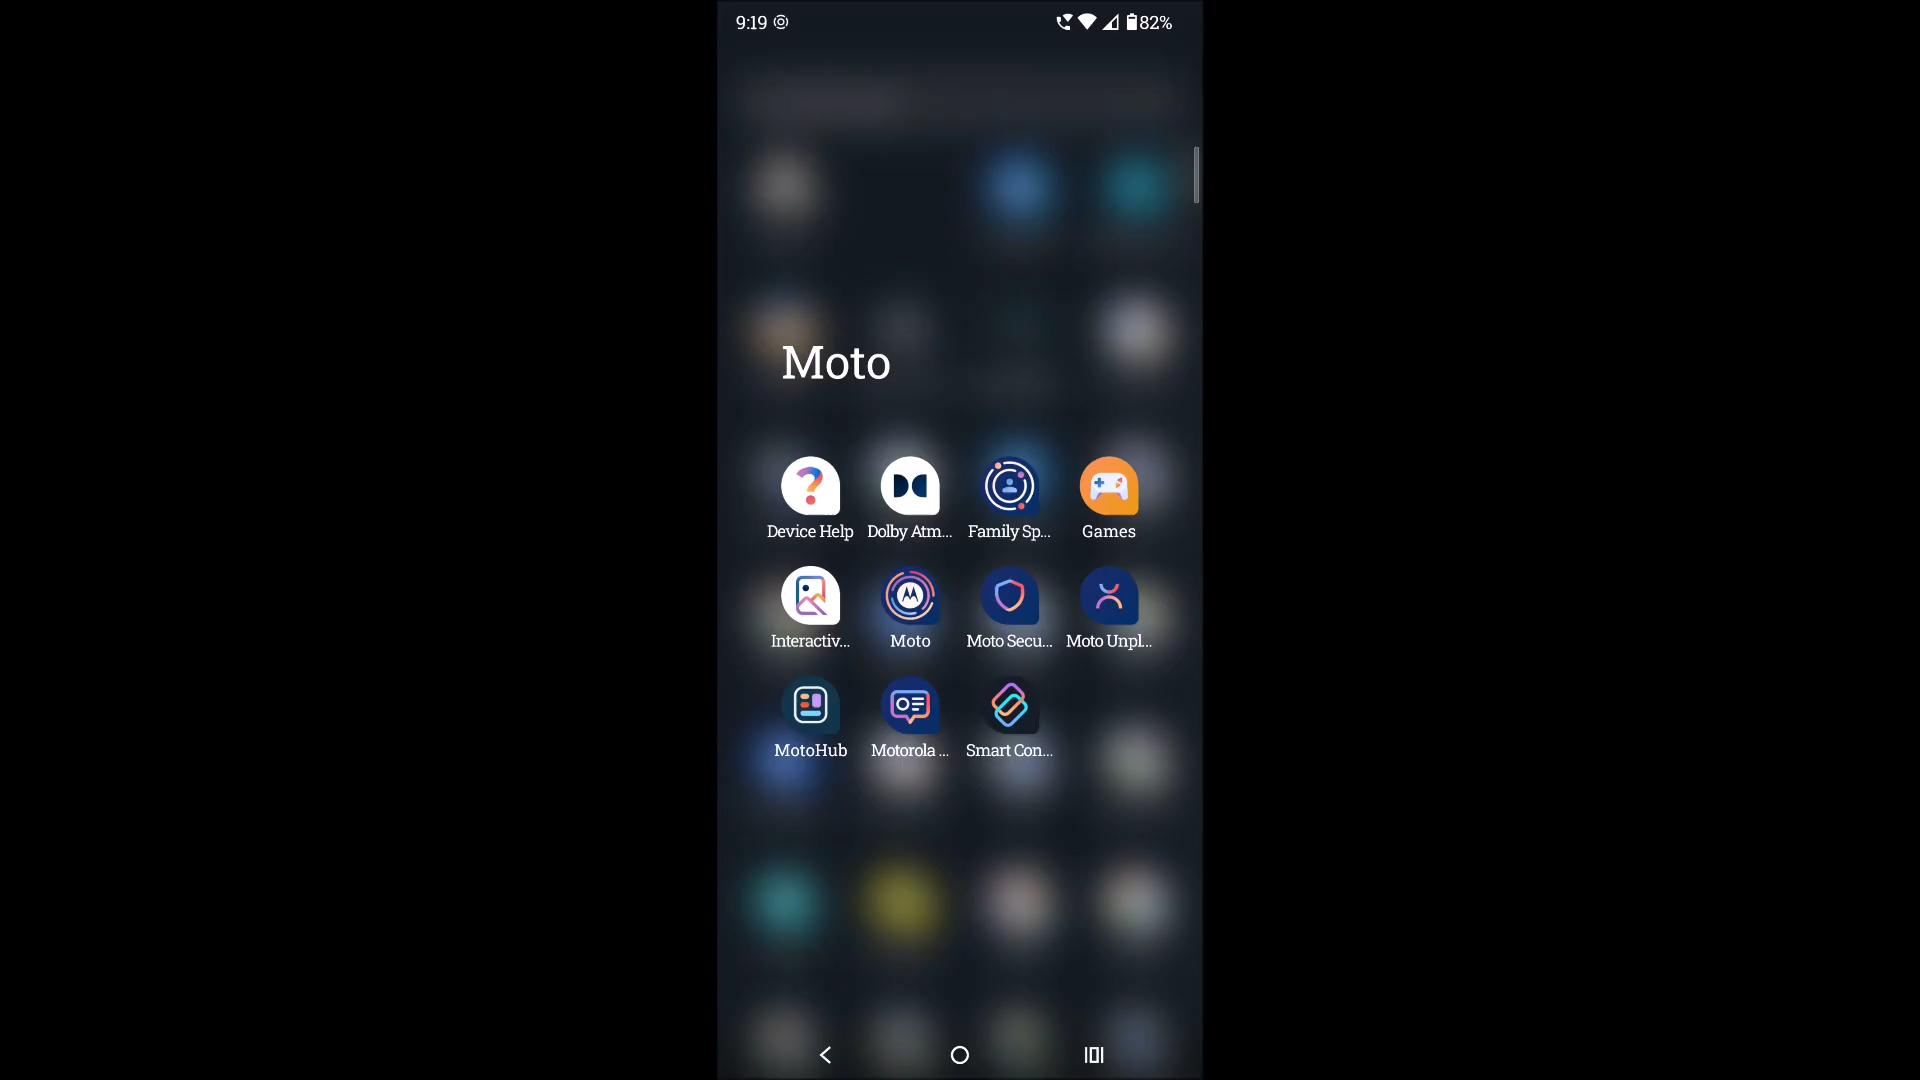 9:19 82%
Moto
Device Help Dolby Atm... Family Sp... Games
Interactiv... Moto Moto Secu... Moto Unpl...
MotoHub Motorola ... Smart Con...